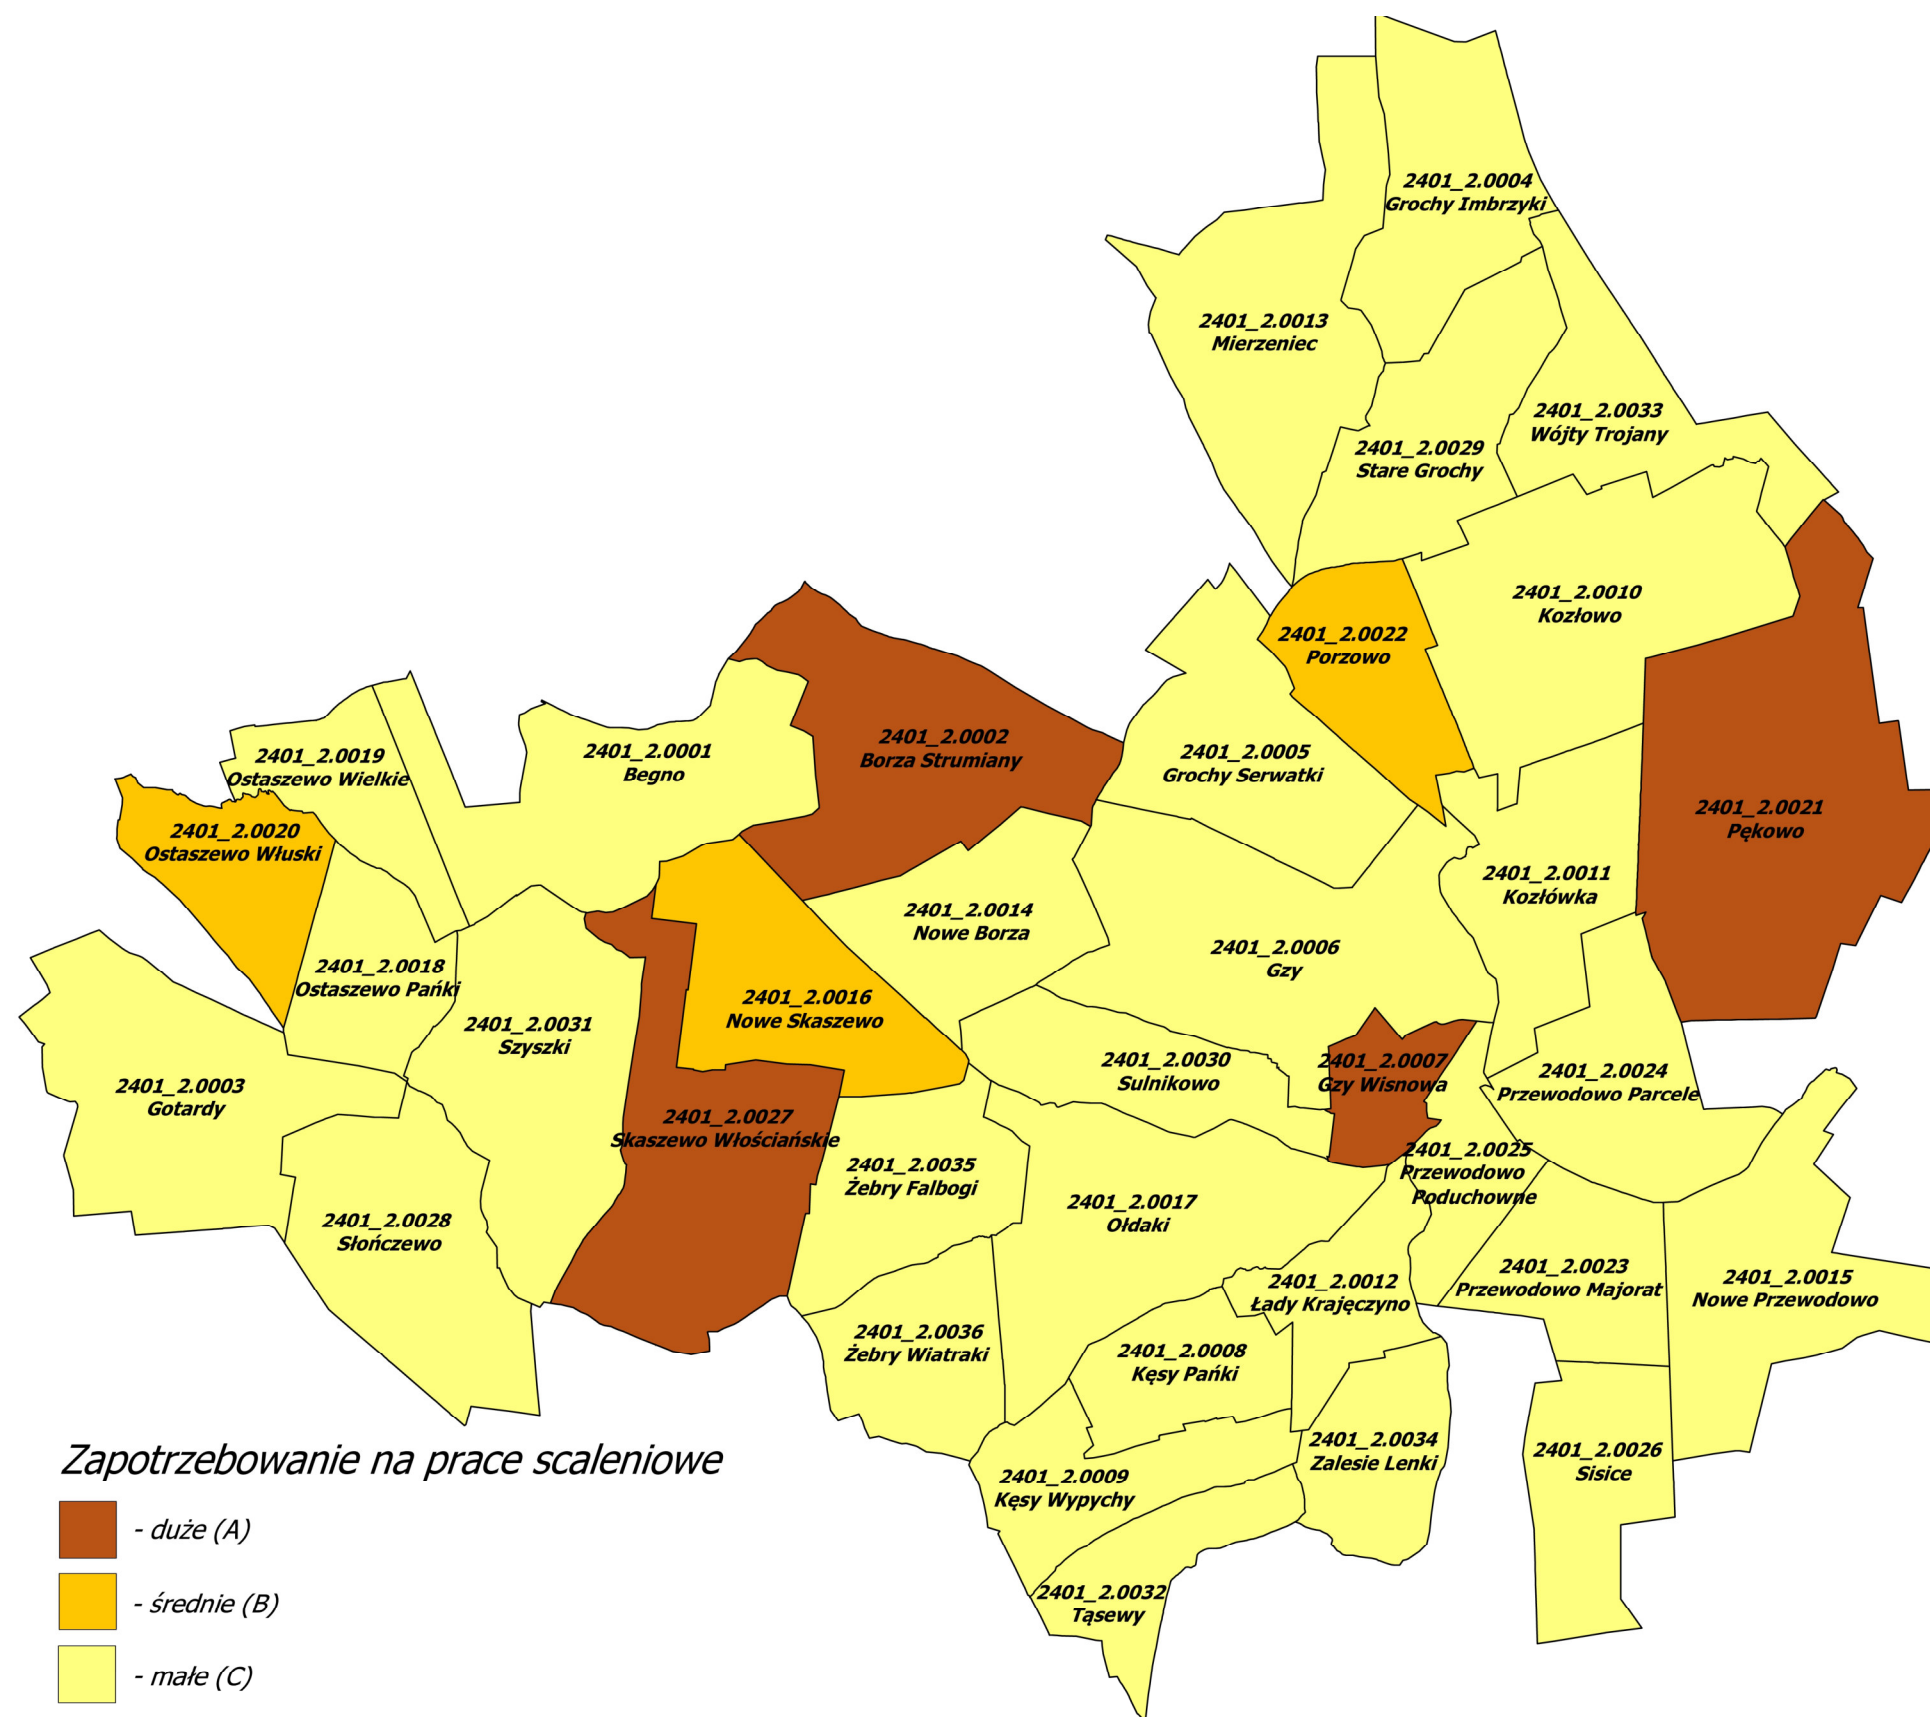 2401_2.0004
Grochy Imbrzyki
2401_2.0013
Mierzeniec
2401_2.0033
Wójty Trojany
2401_2.0029
Stare Grochy
2401_2.0010
Kozłowo
2401_2.0022
Porzowo
2401_2.0002
Borza Strumiany
2401_2.0001
Begno
2401_2.0005
Grochy Serwatki
2401_2.0019
Ostaszewo Wielkie
2401_2.0021
Pękowo
2401_2.0020
Ostaszewo Włuski
2401_2.0011
Kozłówka
2401_2.0014
Nowe Borza
2401_2.0006
Gzy
2401_2.0018
Ostaszewo Pańki
2401_2.0016
Nowe Skaszewo
2401_2.0031
Szyszki
2401_2.0030
Sulnikowo
2401_2.0007
Gzy Wisnowa
2401_2.0024
Przewodowo Parcele
2401_2.0003
Gotardy
2401_2.0027
Skaszewo Włościańskie
2401_2.0025
Przewodowo
Poduchowne
2401_2.0035
Żebry Falbogi
2401_2.0017
Ołdaki
2401_2.0028
Słończewo
2401_2.0023
Przewodowo Majorat
2401_2.0015
Nowe Przewodowo
2401_2.0012
Łady Krajęczyno
2401_2.0036
Żebry Wiatraki
2401_2.0008
Kęsy Pańki
2401_2.0034
Zalesie Lenki
2401_2.0026
Sisice
2401_2.0009
Kęsy Wypychy
2401_2.0032
Tąsewy
Zapotrzebowanie na prace scaleniowe
- duże (A)
- średnie (B)
- małe (C)